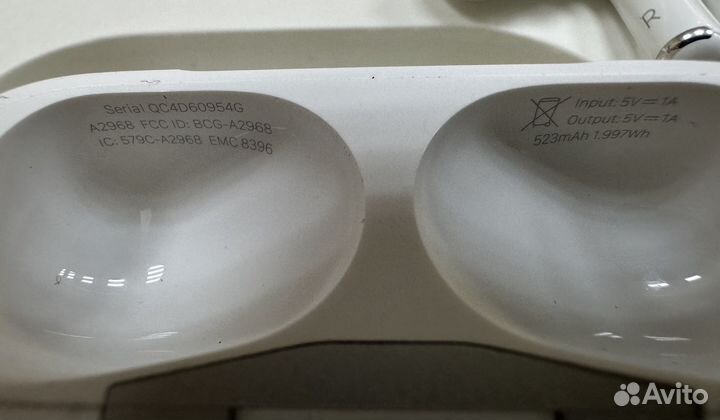 Serial QC4D60954G
A2968 FCC ID: BCG-A2968
IC: 579C-A2968 EMC 8396
Input: 5V⎓1A
Output: 5V⎓1A
523mAh 1.997Wh
R
Avito